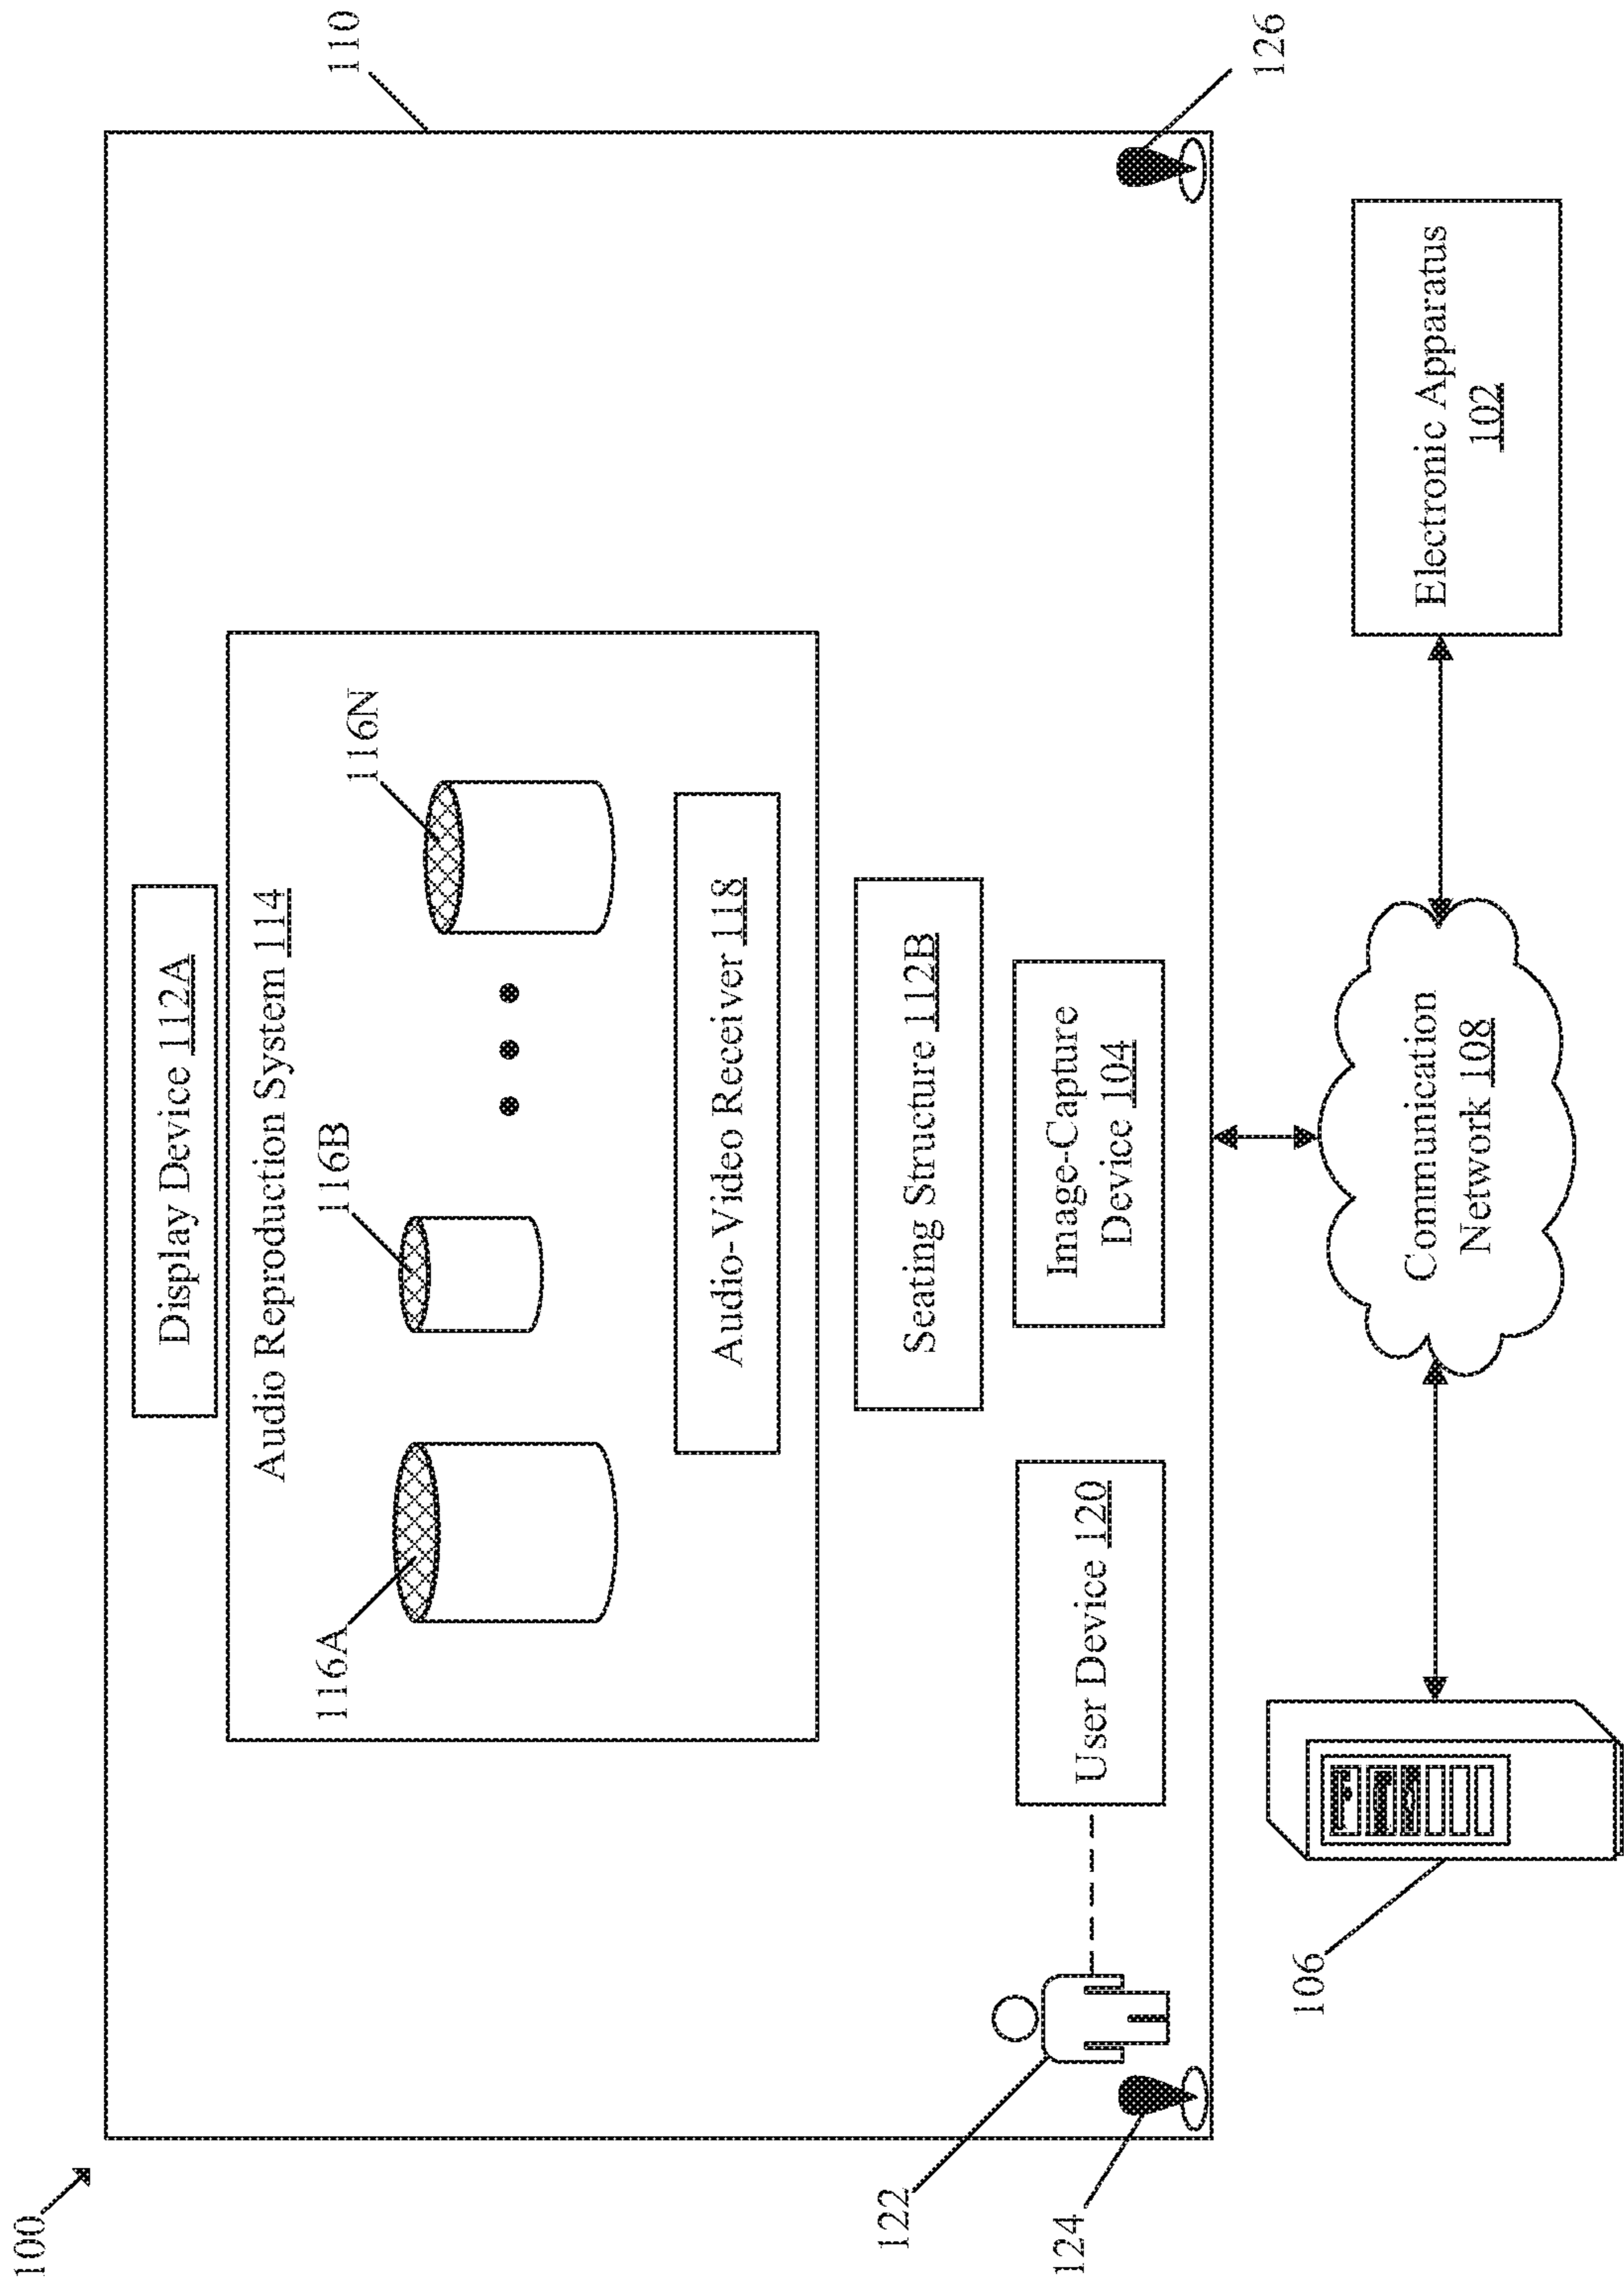 100
110
Display Device 112A
Audio Reproduction System 114
116A
116B
116N
Audio-Video Receiver 118
Seating Structure 112B
User Device 120
Image-Capture
Device 104
122
124
126
106
Communication
Network 108
Electronic Apparatus
102